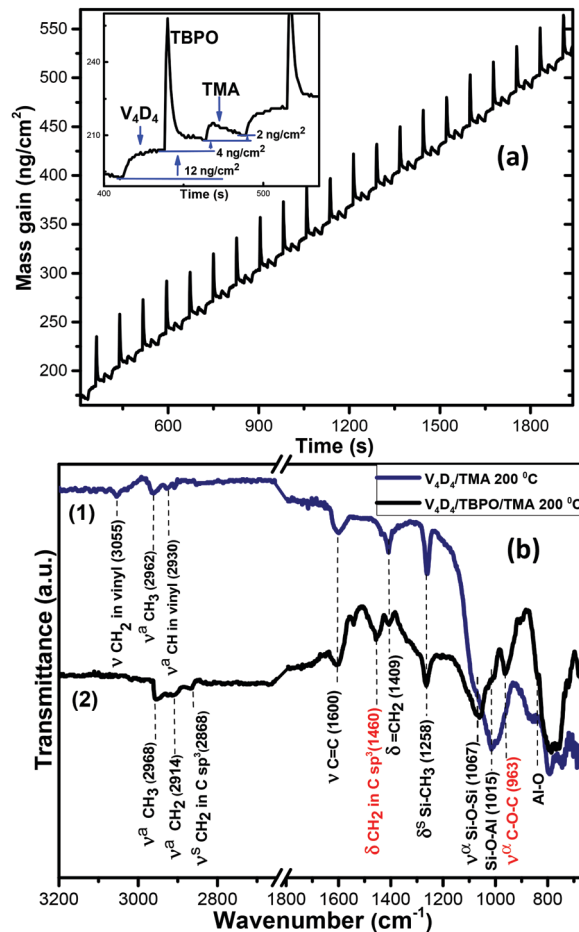 (a)
Mass gain (ng/cm²)
550
500
450
400
350
300
250
200
600
900
1200
1500
1800
Time (s)
TBPO
V₄D₄
TMA
2 ng/cm²
4 ng/cm²
12 ng/cm²
260
210
400
500
Time (s)
(b)
V₄D₄/TMA 200 ⁰C
V₄D₄/TBPO/TMA 200 ⁰C
(1)
(2)
Transmittance (a.u.)
ν CH₂ in vinyl (3055)
νᵃ CH₃ (2962)
νᵃ CH in vinyl (2930)
νᵃ CH₃ (2968)
νᵃ CH₂ (2914)
νˢ CH₂ in C sp³(2868)
ν C=C (1600)
δ CH₂ in C sp³(1460)
δ =CH₂ (1409)
δˢ Si-CH₃ (1258)
νᵅ Si-O-Si (1067)
Si-O-Al (1015)
νᵅ C-O-C (963)
Al-O
3200
3000
2800
1800
1600
1400
1200
1000
800
Wavenumber (cm⁻¹)